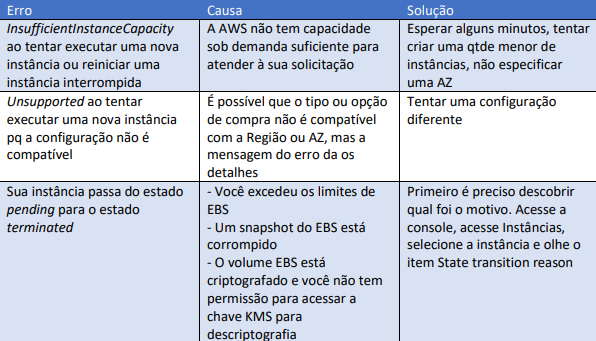 Erro
Causa
Solução
InsufficientInstanceCapacity
ao tentar executar uma nova
instância ou reiniciar uma
instância interrompida
A AWS não tem capacidade
sob demanda suficiente para
atender à sua solicitação
Esperar alguns minutos, tentar
criar uma qtde menor de
instâncias, não especificar
uma AZ
Unsupported ao tentar
executar uma nova instância
pq a configuração não é
compatível
É possível que o tipo ou opção
de compra não é compatível
com a Região ou AZ, mas a
mensagem do erro da os
detalhes
Tentar uma configuração
diferente
Sua instância passa do estado
pending para o estado
terminated
- Você excedeu os limites de
EBS
- Um snapshot do EBS está
corrompido
- O volume EBS está
criptografado e você não tem
permissão para acessar a
chave KMS para
descriptografia
Primeiro é preciso descobrir
qual foi o motivo. Acesse a
console, acesse Instâncias,
selecione a instância e olhe o
item State transition reason